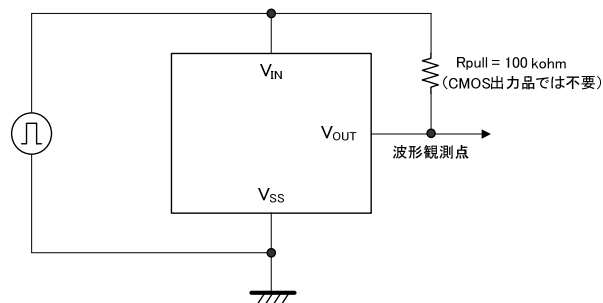 Rpull = 100 kohm
（CMOS出力品では不要）
VIN
VOUT
波形観測点
VSS